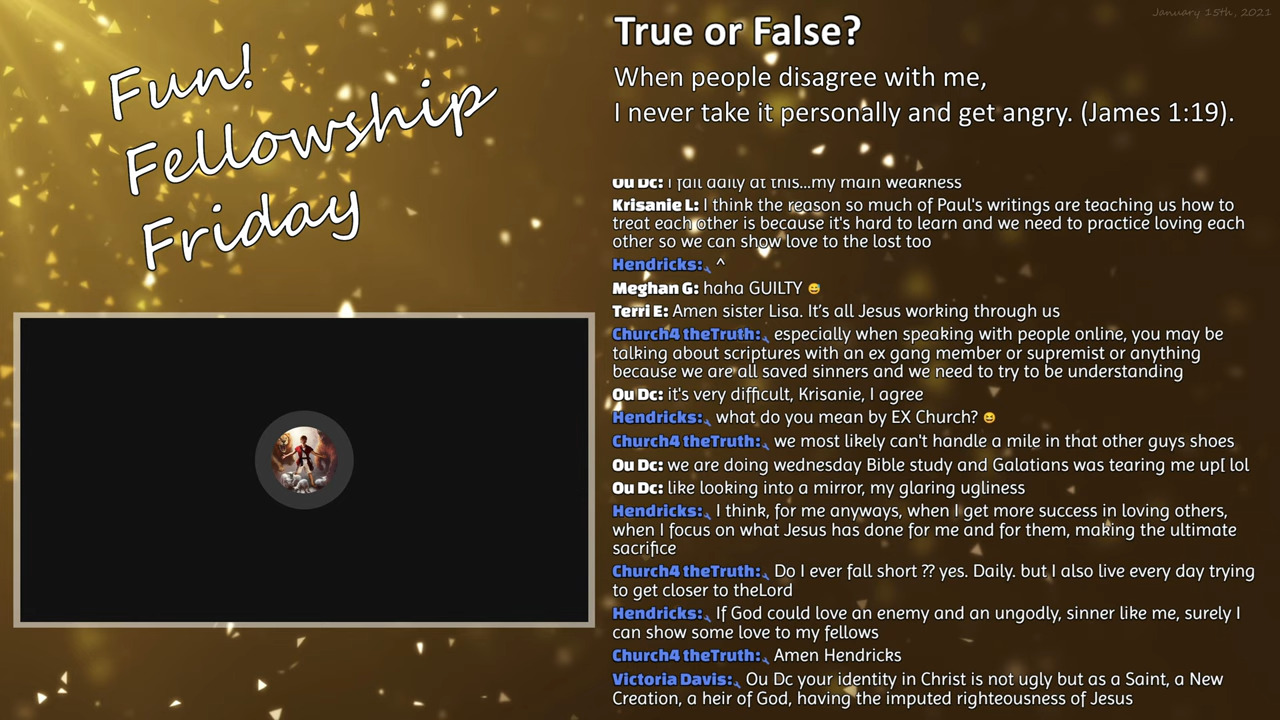 January 15th, 2021
Fun!
Fellowship
Friday
True or False?
When people disagree with me,
I never take it personally and get angry. (James 1:19).
Ou Dc: I fail daily at this...my main weakness
Krisanie L: I think the reason so much of Paul's writings are teaching us how to
treat each other is because it's hard to learn and we need to practice loving each
other so we can show love to the lost too
Hendricks: ^
Meghan G: haha GUILTY 😅
Terri E: Amen sister Lisa. It's all Jesus working through us
Church4 theTruth: especially when speaking with people online, you may be
talking about scriptures with an ex gang member or supremist or anything
because we are all saved sinners and we need to try to be understanding
Ou Dc: it's very difficult, Krisanie, I agree
Hendricks: what do you mean by EX Church? 😆
Church4 theTruth: we most likely can't handle a mile in that other guys shoes
Ou Dc: we are doing wednesday Bible study and Galatians was tearing me up[ lol
Ou Dc: like looking into a mirror, my glaring ugliness
Hendricks: I think, for me anyways, when I get more success in loving others,
when I focus on what Jesus has done for me and for them, making the ultimate
sacrifice
Church4 theTruth: Do I ever fall short ?? yes. Daily. but I also live every day trying
to get closer to theLord
Hendricks: If God could love an enemy and an ungodly, sinner like me, surely I
can show some love to my fellows
Church4 theTruth: Amen Hendricks
Victoria Davis: Ou Dc your identity in Christ is not ugly but as a Saint, a New
Creation, a heir of God, having the imputed righteousness of Jesus